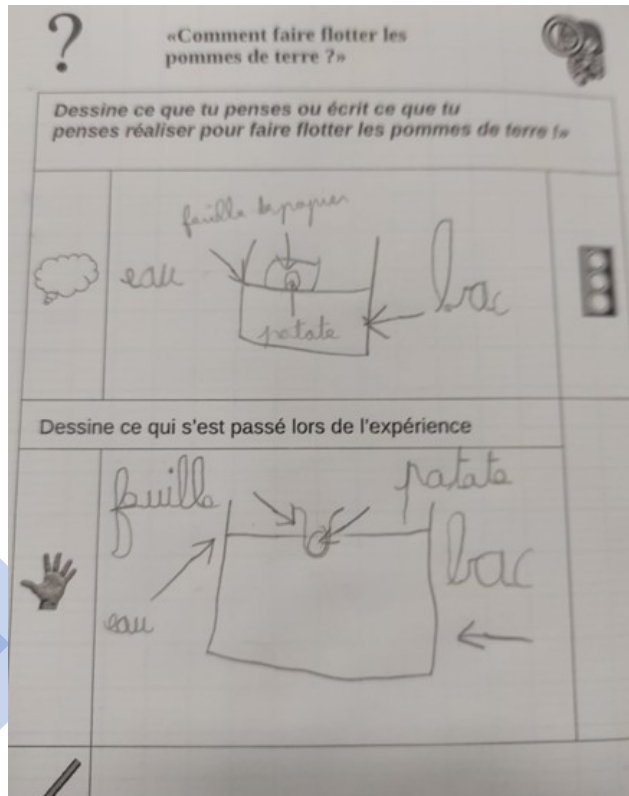 «Comment faire flotter les
pommes de terre ?»
Dessine ce que tu penses ou écrit ce que tu
penses réaliser pour faire flotter les pommes de terre !»
feuille de papier
eau
bac
patate
Dessine ce qui s'est passé lors de l'expérience
feuille
patate
bac
eau